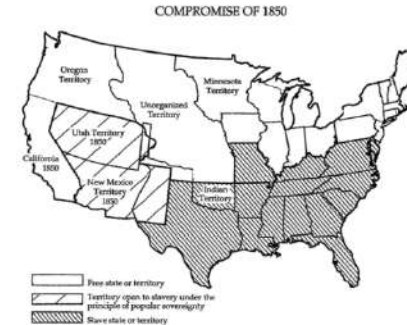 COMPROMISE OF 1850
Oregon
Territory
Minnesota
Territory
Unorganized
Territory
Utah Territory
1850
California
1850
New Mexico
Territory
1850
Indian
Territory
Free state or territory
Territory open to slavery under the
principle of popular sovereignty
Slave state or territory